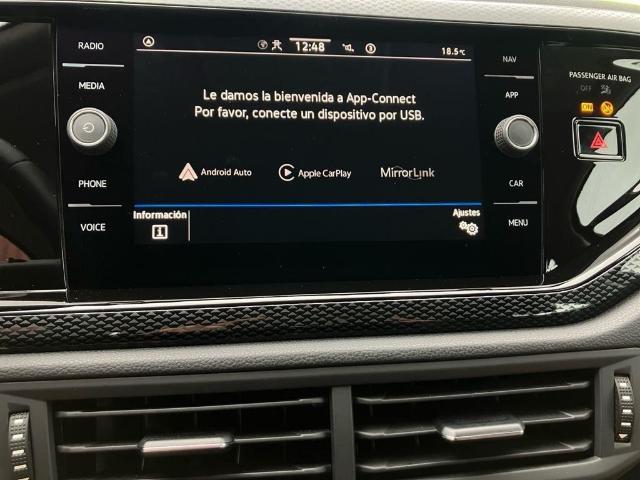 RADIO
MEDIA
PHONE
VOICE
12:48
18.5°C
Le damos la bienvenida a App-Connect
Por favor, conecte un dispositivo por USB.
Android Auto
Apple CarPlay
MirrorLink
Información
Ajustes
NAV
APP
CAR
MENU
PASSENGER AIR BAG
OFF
ON